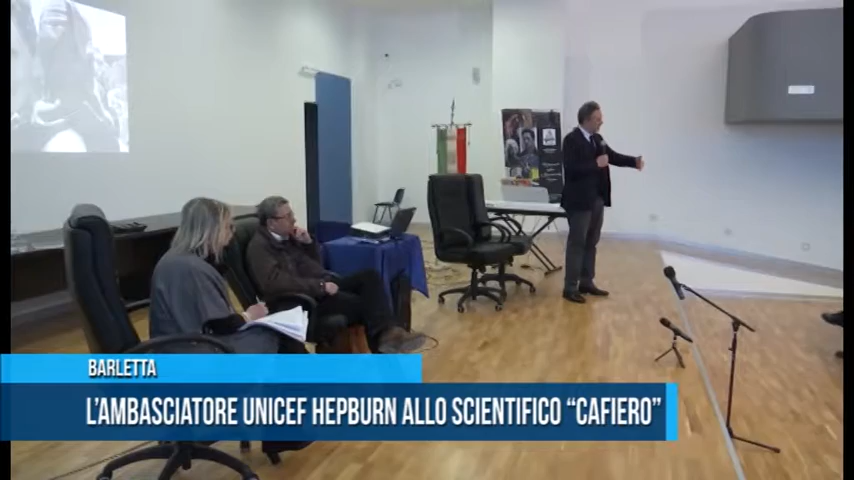 BARLETTA
L'AMBASCIATORE UNICEF HEPBURN ALLO SCIENTIFICO “CAFIERO”